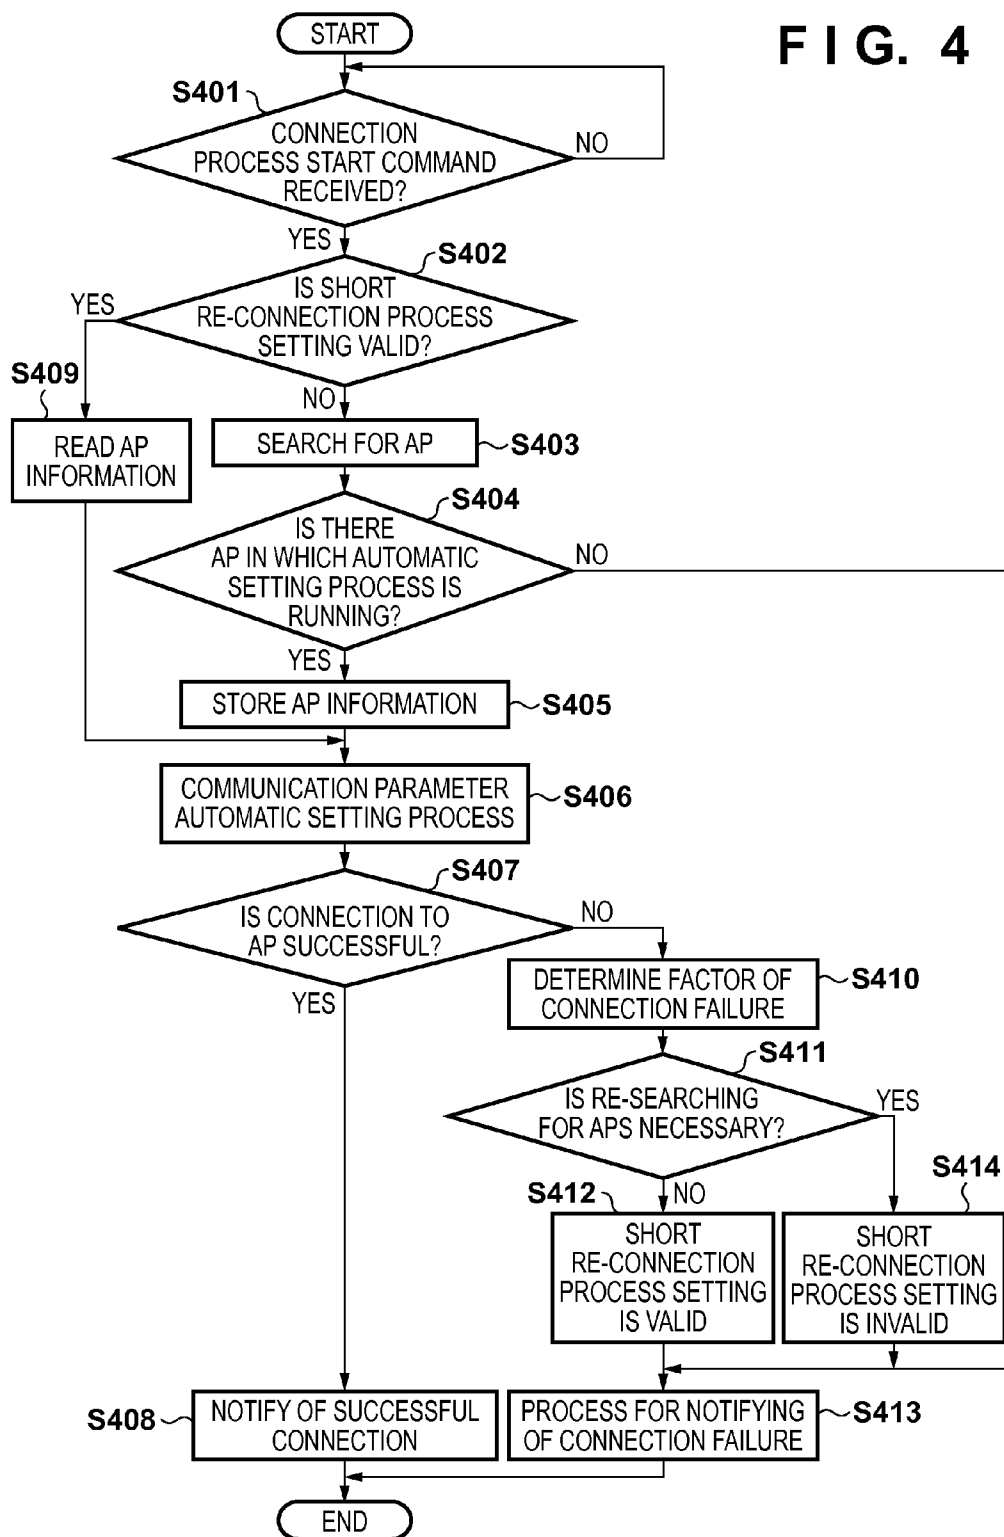 START
F I G. 4
S401
CONNECTION
PROCESS START COMMAND
RECEIVED?
NO
YES
S402
IS SHORT
RE-CONNECTION PROCESS
SETTING VALID?
YES
NO
S409
READ AP
INFORMATION
SEARCH FOR AP
S403
S404
IS THERE
AP IN WHICH AUTOMATIC
SETTING PROCESS IS
RUNNING?
NO
YES
STORE AP INFORMATION
S405
COMMUNICATION PARAMETER
AUTOMATIC SETTING PROCESS
S406
S407
IS CONNECTION TO
AP SUCCESSFUL?
NO
YES
DETERMINE FACTOR OF
CONNECTION FAILURE
S410
S411
IS RE-SEARCHING
FOR APS NECESSARY?
YES
NO
S412
SHORT
RE-CONNECTION
PROCESS SETTING
IS VALID
S414
SHORT
RE-CONNECTION
PROCESS SETTING
IS INVALID
S408
NOTIFY OF SUCCESSFUL
CONNECTION
PROCESS FOR NOTIFYING
OF CONNECTION FAILURE
S413
END